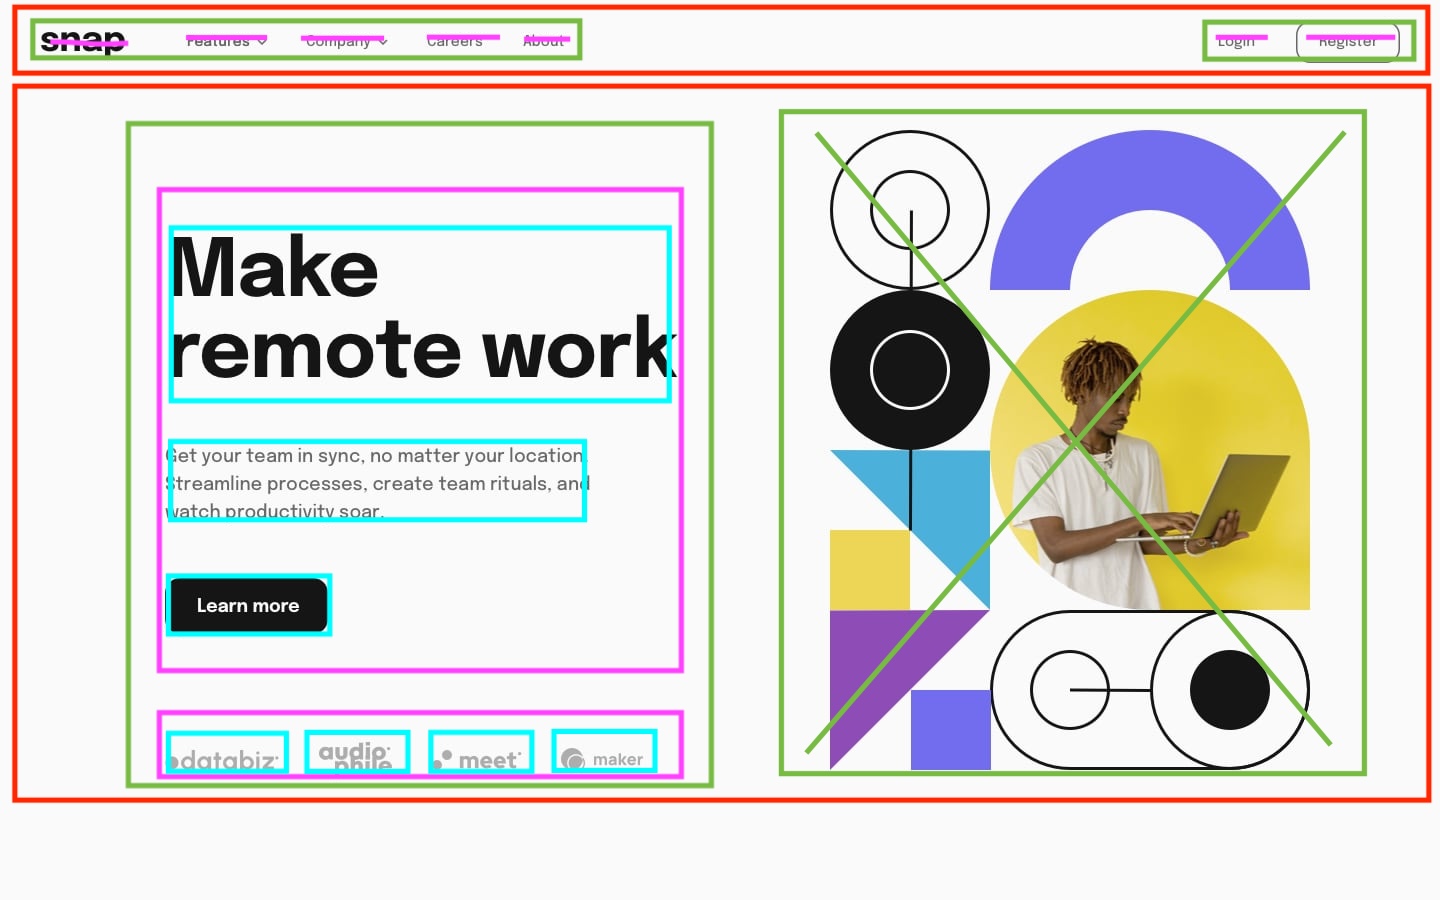 snap Features Company Careers About Login Register
Make
remote work
Get your team in sync, no matter your location
Streamline processes, create team rituals, and
watch productivity soar.
Learn more
databiz audiophile meet maker